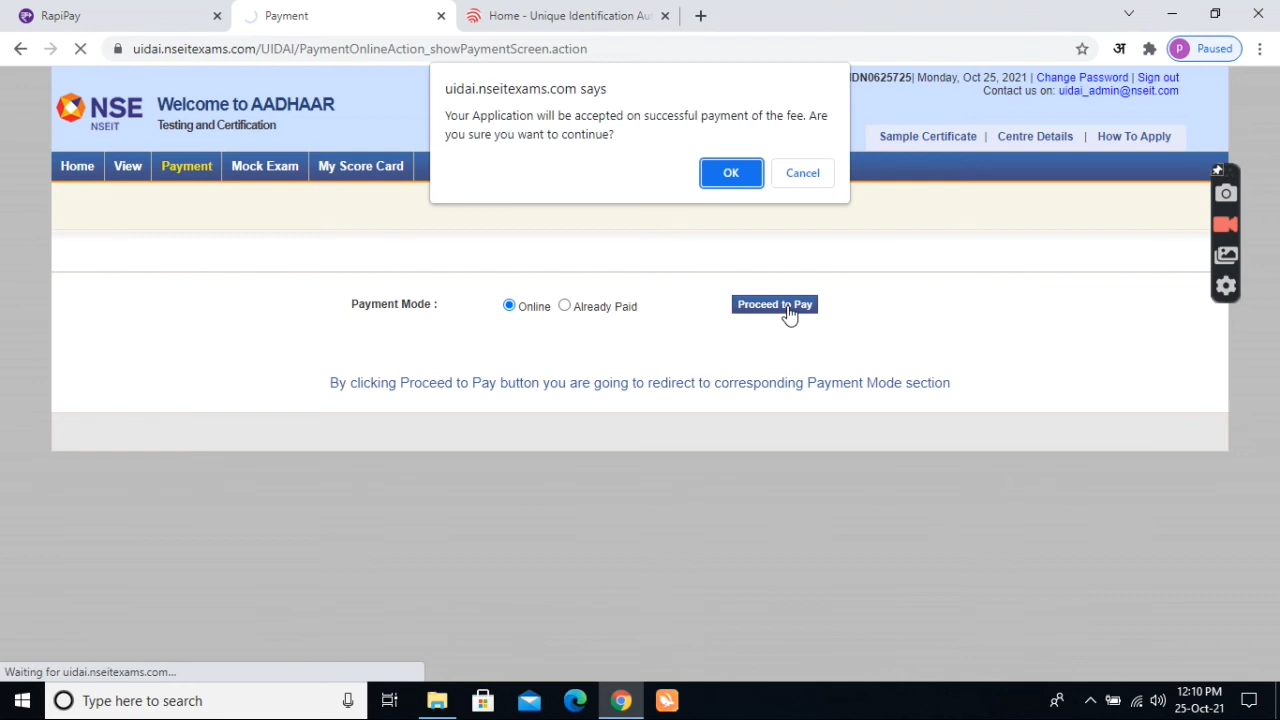 RapiPay
Payment
Home - Unique Identification Au
uidai.nseitexams.com/UIDAI/PaymentOnlineAction_showPaymentScreen.action
अ
P Paused
uidai.nseitexams.com says
Your Application will be accepted on successful payment of the fee. Are
you sure you want to continue?
OK Cancel
NSE
NSEIT
Welcome to AADHAAR
Testing and Certification
DN0625725| Monday, Oct 25, 2021 | Change Password | Sign out
Contact us on: uidai_admin@nseit.com
Sample Certificate | Centre Details | How To Apply
Home View Payment Mock Exam My Score Card
Payment Mode : Online Already Paid Proceed to Pay
By clicking Proceed to Pay button you are going to redirect to corresponding Payment Mode section
Waiting for uidai.nseitexams.com...
Type here to search
12:10 PM
25-Oct-21